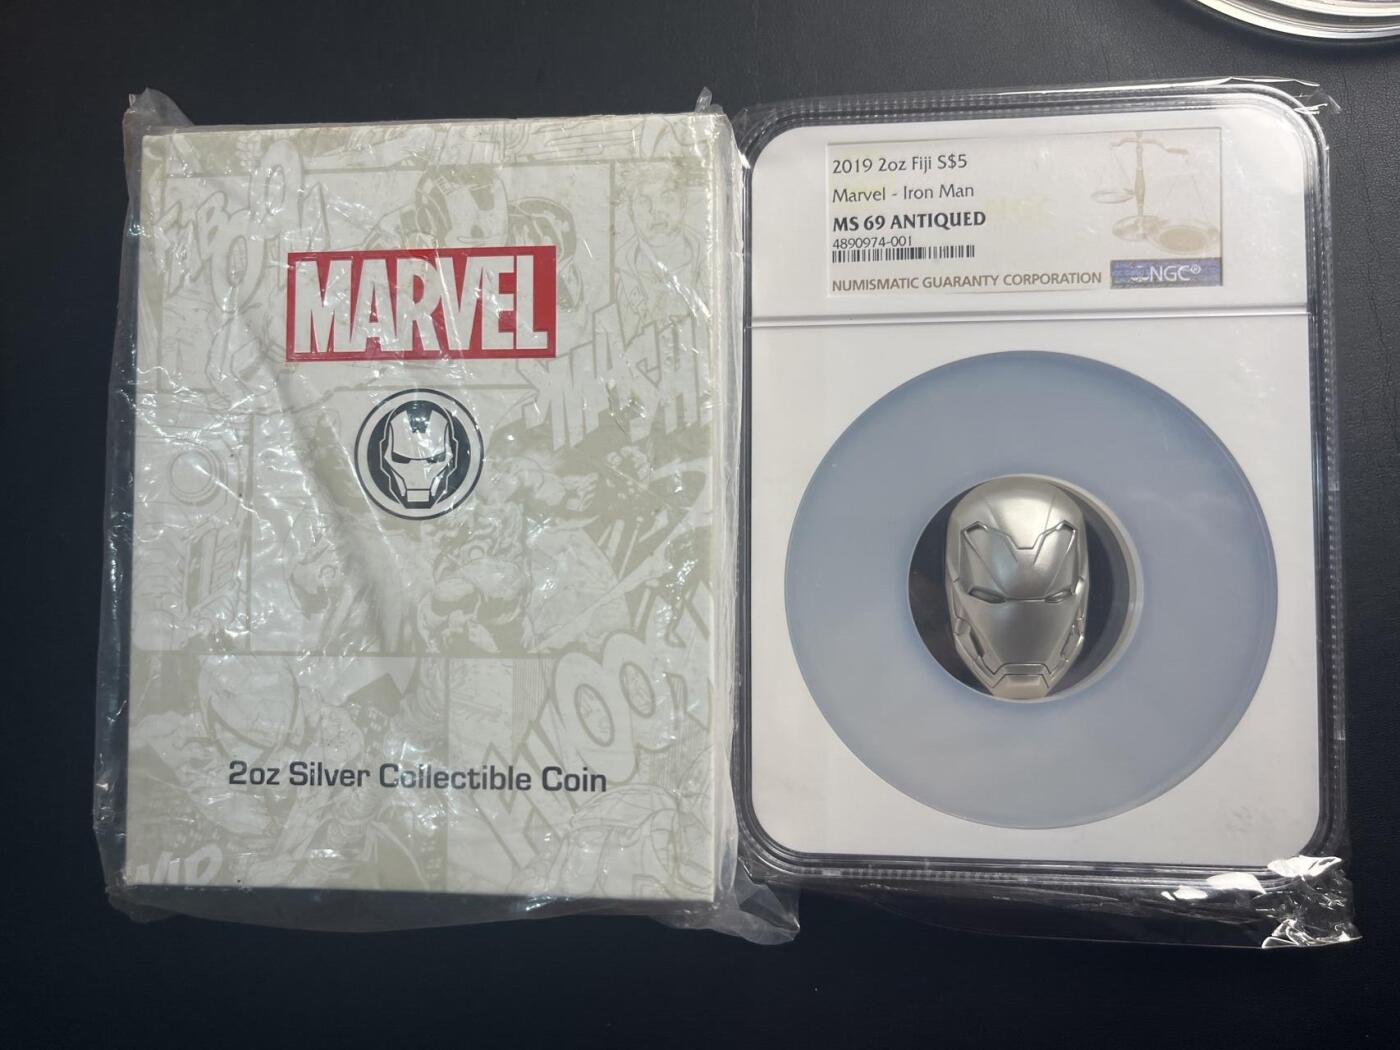 MARVEL
2oz Silver Collectible Coin
2019 2oz Fiji S$5
Marvel - Iron Man
MS 69 ANTIQUED
4890974-001
NUMISMATIC GUARANTY CORPORATION
NGC®